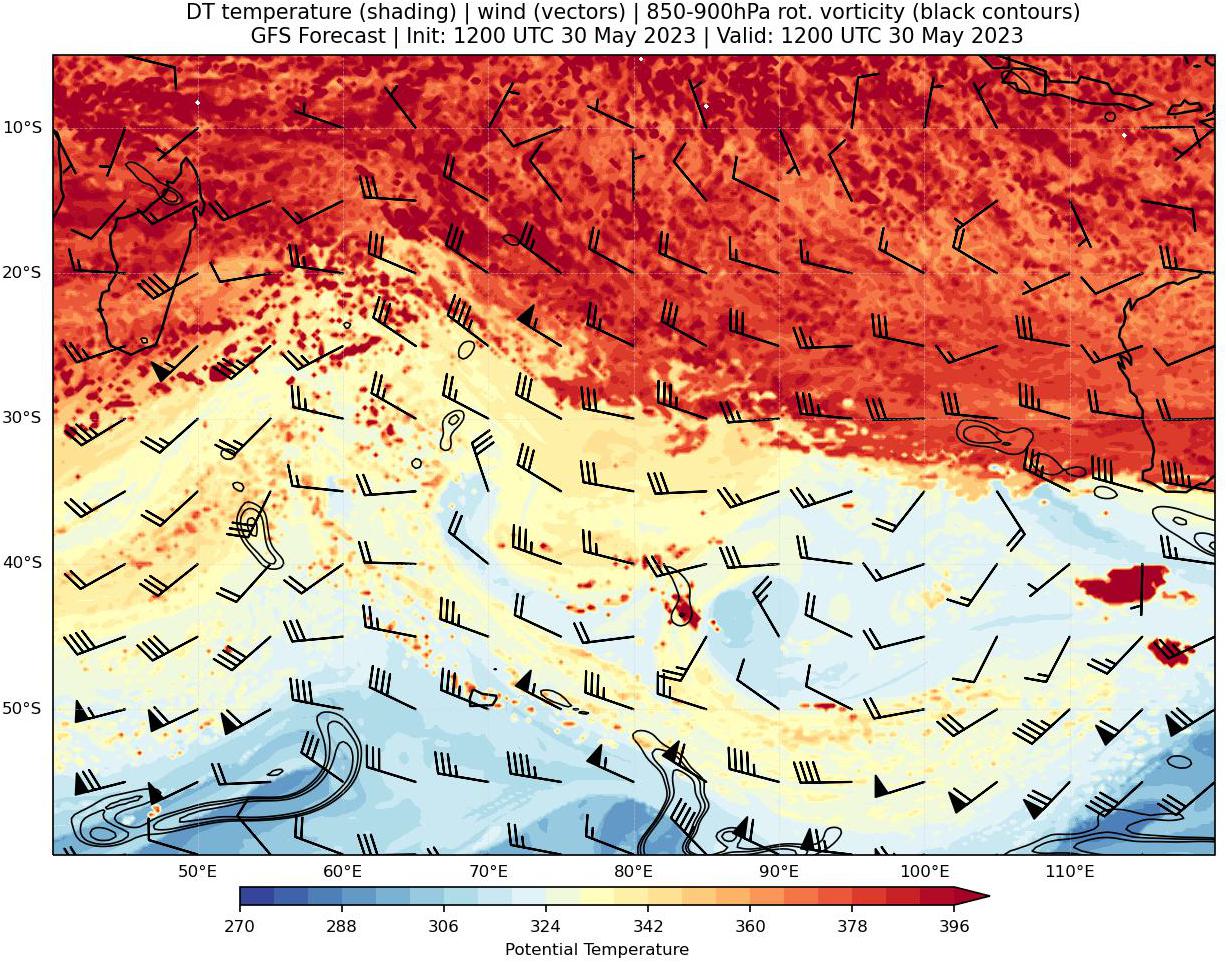 DT temperature (shading) | wind (vectors) | 850-900hPa rot. vorticity (black contours)
GFS Forecast | Init: 1200 UTC 30 May 2023 | Valid: 1200 UTC 30 May 2023
10°S
20°S
30°S
40°S
50°S
50°E 60°E 70°E 80°E 90°E 100°E 110°E
270 288 306 324 342 360 378 396
Potential Temperature